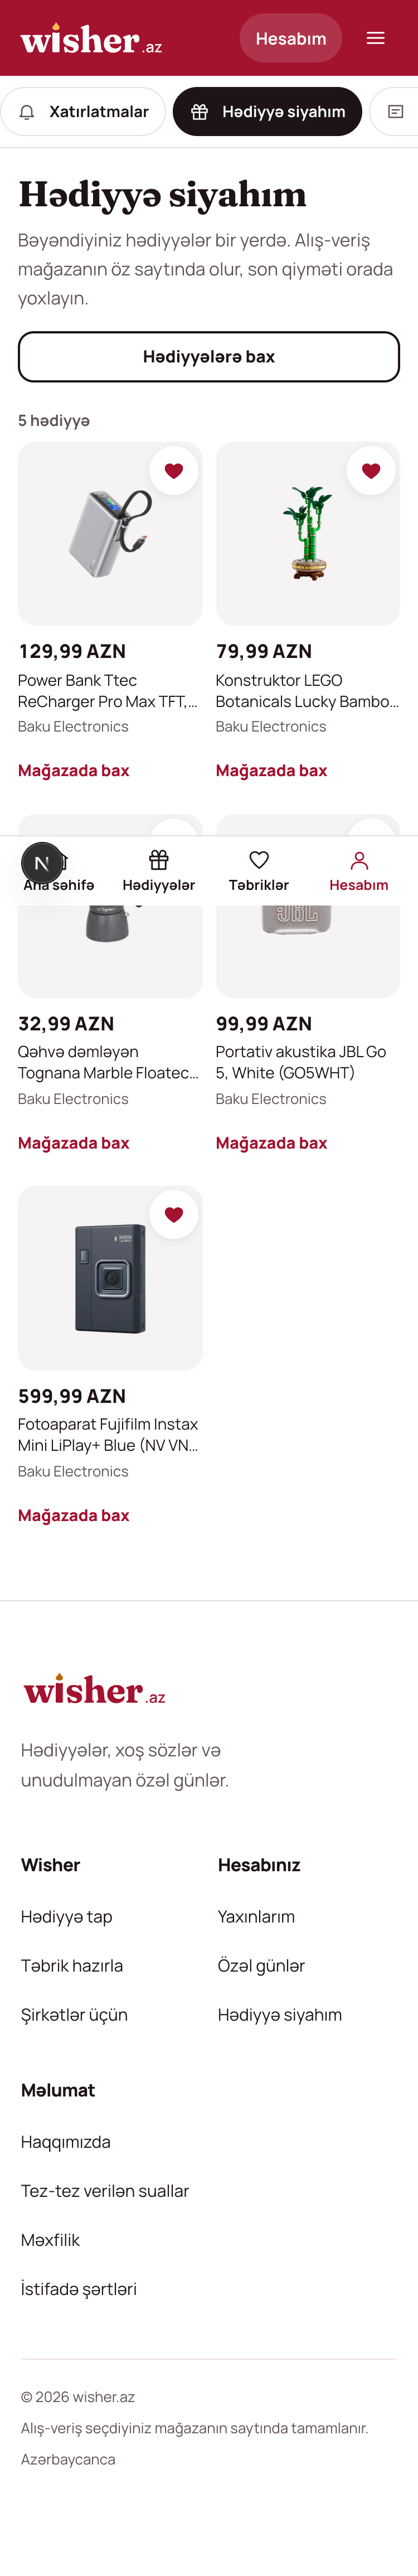 wisher.az
Hesabım
Xatırlatmalar
Hədiyyə siyahım
Hədiyyə siyahım
Bəyəndiyiniz hədiyyələr bir yerdə. Alış-veriş
mağazanın öz saytında olur, son qiyməti orada
yoxlayın.
Hədiyyələrə bax
5 hədiyyə
129,99 AZN
Power Bank Ttec
ReCharger Pro Max TFT,…
Baku Electronics
Mağazada bax
79,99 AZN
Konstruktor LEGO
Botanicals Lucky Bambo…
Baku Electronics
Mağazada bax
N
Ana səhifə
Hədiyyələr
Təbriklər
Hesabım
JBL
32,99 AZN
Qəhvə dəmləyən
Tognana Marble Floatec…
Baku Electronics
Mağazada bax
99,99 AZN
Portativ akustika JBL Go
5, White (GO5WHT)
Baku Electronics
Mağazada bax
599,99 AZN
Fotoaparat Fujifilm Instax
Mini LiPlay+ Blue (NV VN…
Baku Electronics
Mağazada bax
wisher.az
Hədiyyələr, xoş sözlər və
unudulmayan özəl günlər.
Wisher
Hədiyyə tap
Təbrik hazırla
Şirkətlər üçün
Hesabınız
Yaxınlarım
Özəl günlər
Hədiyyə siyahım
Məlumat
Haqqımızda
Tez-tez verilən suallar
Məxfilik
İstifadə şərtləri
© 2026 wisher.az
Alış-veriş seçdiyiniz mağazanın saytında tamamlanır.
Azərbaycanca